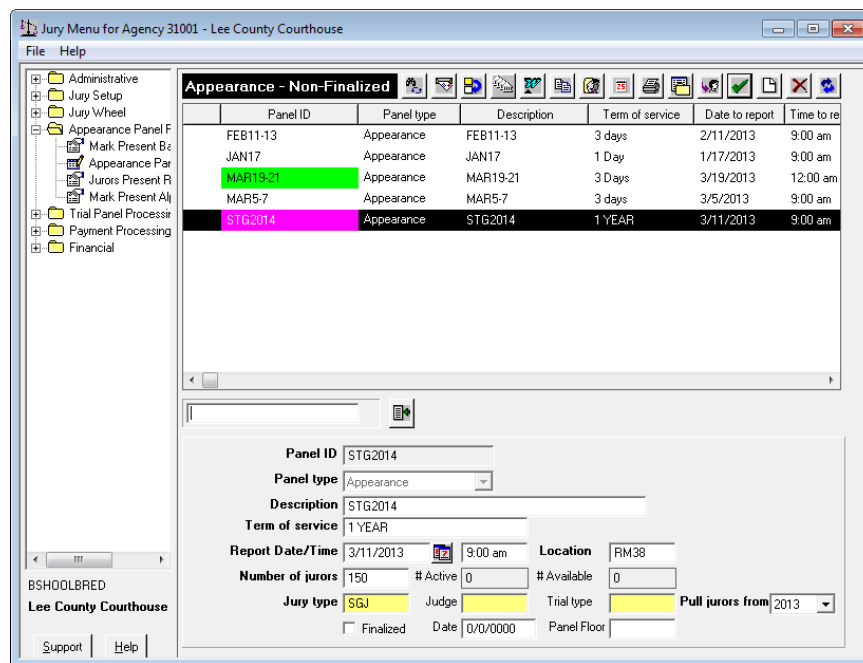 Jury Menu for Agency 31001 - Lee County Courthouse
File Help
Administrative
Jury Setup
Jury Wheel
Appearance Panel F
Mark Present Ba
Appearance Par
Jurors Present R
Mark Present Al
Trial Panel Processir
Payment Processing
Financial
BSHOOLBRED
Lee County Courthouse
Support Help
Appearance - Non-Finalized
Panel ID Panel type Description Term of service Date to report Time to re
FEB11-13 Appearance FEB11-13 3 days 2/11/2013 9:00 am
JAN17 Appearance JAN17 1 Day 1/17/2013 9:00 am
MAR19-21 Appearance MAR19-21 3 Days 3/19/2013 12:00 am
MAR5-7 Appearance MAR5-7 3 days 3/5/2013 9:00 am
STG2014 Appearance STG2014 1 YEAR 3/11/2013 9:00 am
Panel ID STG2014
Panel type Appearance
Description STG2014
Term of service 1 YEAR
Report Date/Time 3/11/2013 9:00 am Location RM38
Number of jurors 150 # Active 0 # Available 0
Jury type SGJ Judge Trial type Pull jurors from 2013
Finalized Date 0/0/0000 Panel Floor